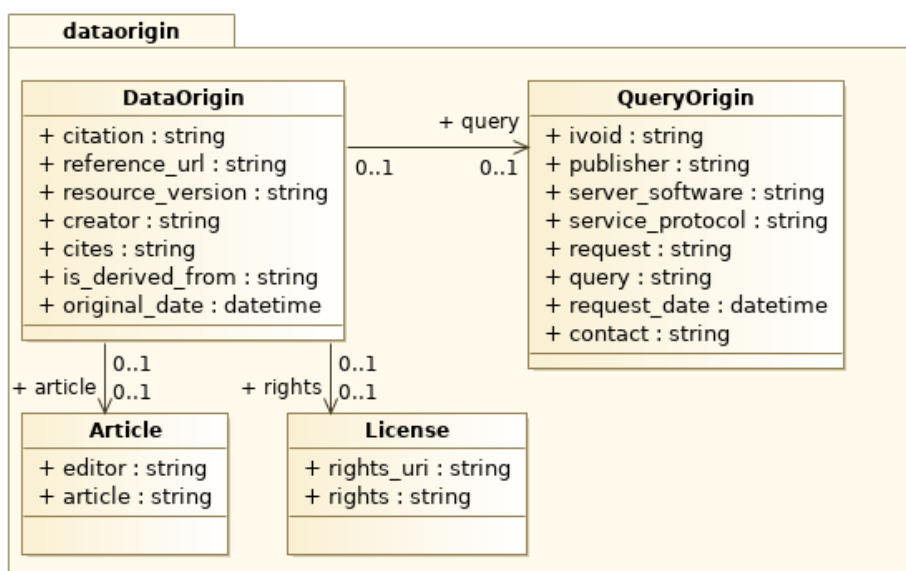 dataorigin
DataOrigin
+ citation : string
+ reference_url : string
+ resource_version : string
+ creator : string
+ cites : string
+ is_derived_from : string
+ original_date : datetime
+ query
0..1
0..1
QueryOrigin
+ ivoid : string
+ publisher : string
+ server_software : string
+ service_protocol : string
+ request : string
+ query : string
+ request_date : datetime
+ contact : string
0..1
+ article
0..1
0..1
+ rights
0..1
Article
+ editor : string
+ article : string
License
+ rights_uri : string
+ rights : string